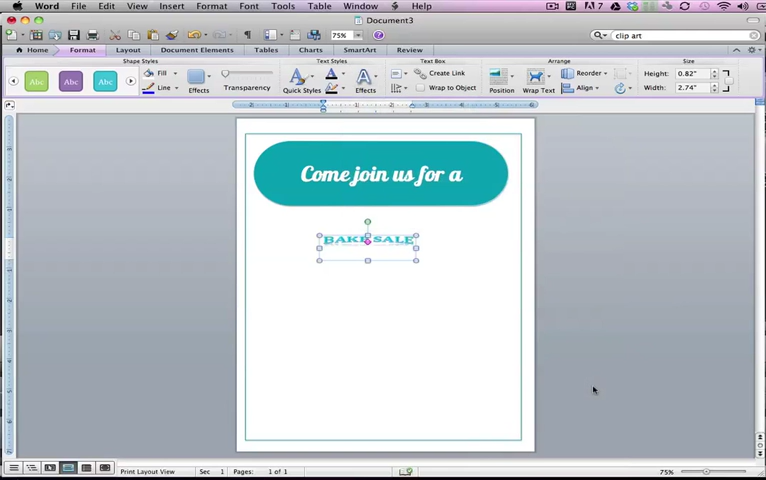 Word File Edit View Insert Format Font Tools Table Window Help
Document3
75%
clip art
Home Format Layout Document Elements Tables Charts SmartArt Review
Shape Styles Text Styles Text Box Arrange Size
Abc Abc Abc Fill Line Effects Transparency Quick Styles Effects Create Link Wrap to Object Position Wrap Text Reorder Align Height: 0.82" Width: 2.74"
Come join us for a
BAKE SALE
Print Layout View Sec 1 Pages: 1 of 1 75%